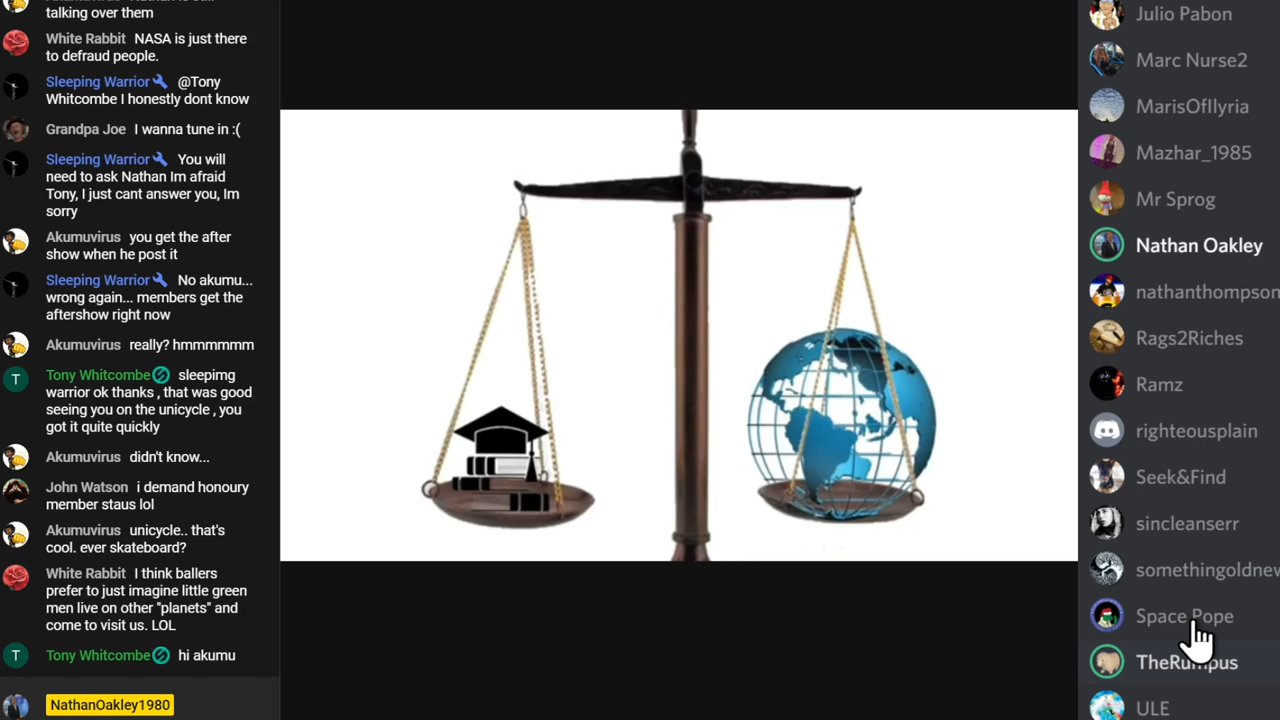 talking over them
White Rabbit NASA is just there
to defraud people.
Sleeping Warrior @Tony
Whitcombe I honestly dont know
Grandpa Joe I wanna tune in :(
Sleeping Warrior You will
need to ask Nathan Im afraid
Tony, I just cant answer you, Im
sorry
Akumuvirus you get the after
show when he post it
Sleeping Warrior No akumu...
wrong again... members get the
aftershow right now
Akumuvirus really? hmmmmmm
T
Tony Whitcombe sleepimg
warrior ok thanks , that was good
seeing you on the unicycle , you
got it quite quickly
Akumuvirus didn't know...
John Watson i demand honoury
member staus lol
Akumuvirus unicycle.. that's
cool. ever skateboard?
White Rabbit I think ballers
prefer to just imagine little green
men live on other "planets" and
come to visit us. LOL
T
Tony Whitcombe hi akumu
NathanOakley1980
Julio Pabon
Marc Nurse2
MarisOfIlyria
Mazhar_1985
Mr Sprog
Nathan Oakley
nathanthompson
Rags2Riches
Ramz
righteousplain
Seek&Find
sincleanserr
somethingoldnew
Space Pope
TheRumpus
ULE